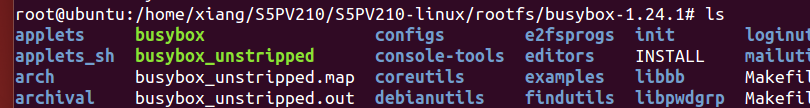 root@ubuntu:/home/xiang/S5PV210/S5PV210-linux/rootfs/busybox-1.24.1# ls
applets busybox configs e2fsprogs init loginut
applets_sh busybox_unstripped console-tools editors INSTALL mailuti
arch busybox_unstripped.map coreutils examples libbb Makefil
archival busybox_unstripped.out debianutils findutils libpwdgrp Makefil